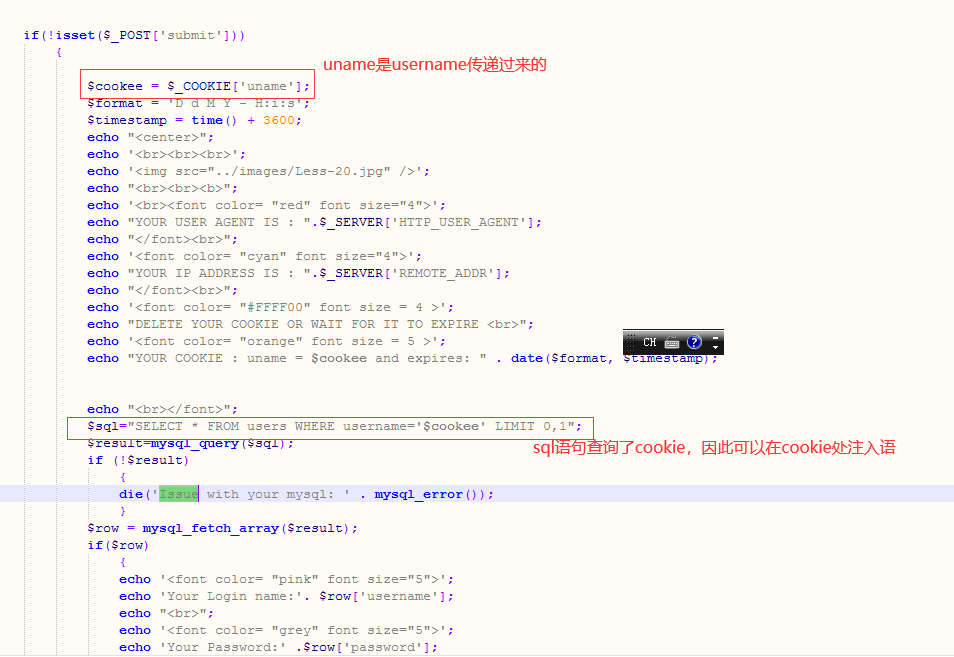 if(!isset($_POST['submit']))
{
uname是username传递过来的
$cookee = $_COOKIE['uname'];
$format = 'D d M Y - H:i:s';
$timestamp = time() + 3600;
echo "<center>";
echo '<br><br><br>';
echo '<img src="../images/Less-20.jpg" />';
echo "<br><br><b>";
echo '<br><font color= "red" font size="4">';
echo "YOUR USER AGENT IS : ".$_SERVER['HTTP_USER_AGENT'];
echo "</font><br>";
echo '<font color= "cyan" font size="4">';
echo "YOUR IP ADDRESS IS : ".$_SERVER['REMOTE_ADDR'];
echo "</font><br>";
echo '<font color= "#FFFF00" font size = 4 >';
echo "DELETE YOUR COOKIE OR WAIT FOR IT TO EXPIRE <br>";
echo '<font color= "orange" font size = 5 >';
CH
echo "YOUR COOKIE : uname = $cookee and expires: " . date($format, $timestamp);
echo "<br></font>";
$sql="SELECT * FROM users WHERE username='$cookee' LIMIT 0,1";
$result=mysql_query($sql);
sql语句查询了cookie，因此可以在cookie处注入语
if (!$result)
{
die('Issue with your mysql: ' . mysql_error());
}
$row = mysql_fetch_array($result);
if($row)
{
echo '<font color= "pink" font size="5">';
echo 'Your Login name:'. $row['username'];
echo "<br>";
echo '<font color= "grey" font size="5">';
echo 'Your Password:' .$row['password'];